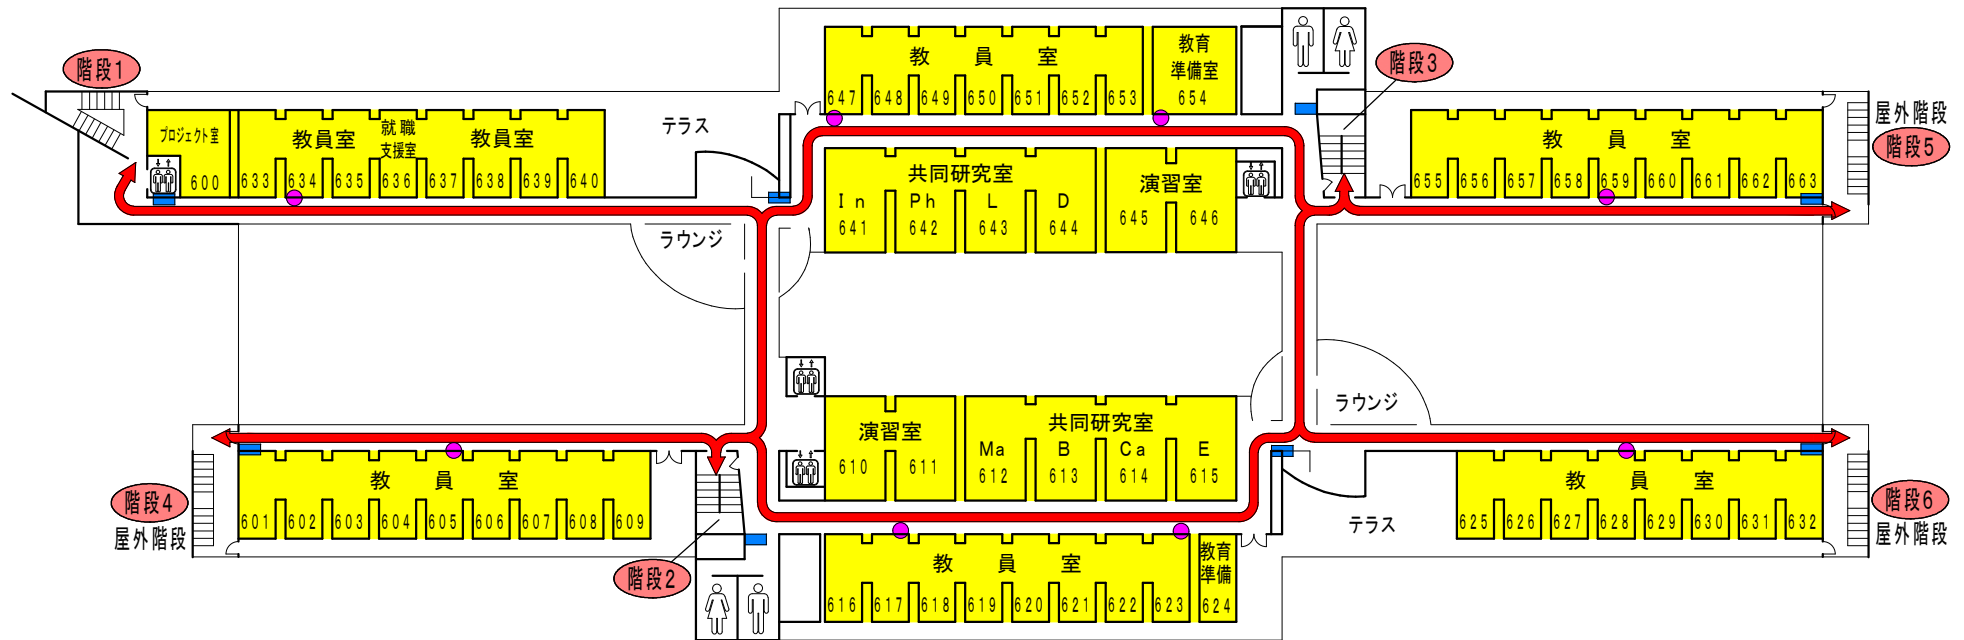 階段1
プロジェクト室
600
教員室
就職
支援室
教員室
633 634 635 636 637 638 639 640
テラス
ラウンジ
教員室
647 648 649 650 651 652 653
教育
準備室
654
階段3
共同研究室
In Ph L D
641 642 643 644
演習室
645 646
教員室
655 656 657 658 659 660 661 662 663
屋外階段
階段5
階段4
屋外階段
教員室
601 602 603 604 605 606 607 608 609
階段2
演習室
610 611
共同研究室
Ma B Ca E
612 613 614 615
教員室
616 617 618 619 620 621 622 623
教育
準備
624
ラウンジ
テラス
教員室
625 626 627 628 629 630 631 632
階段6
屋外階段